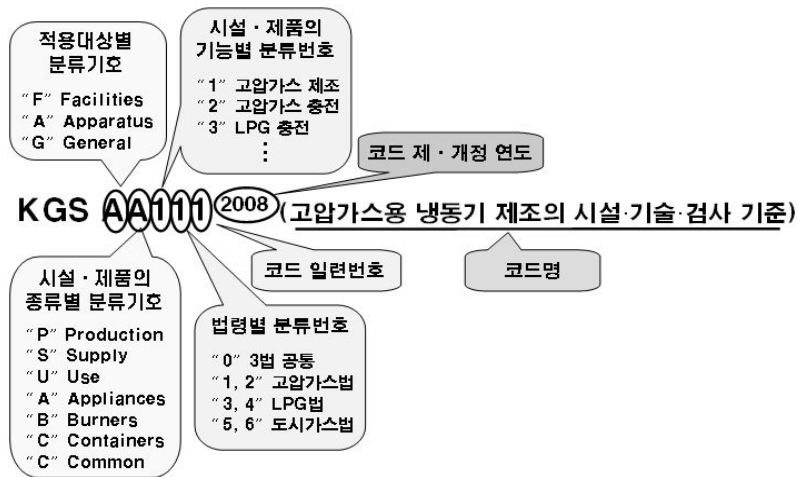 적용대상별
분류기호
“F” Facilities
“A” Apparatus
“G” General
시설·제품의
기능별 분류번호
“1” 고압가스 제조
“2” 고압가스 충전
“3” LPG 충전
⋮
코드 제·개정 연도
KGS AA111 2008 (고압가스용 냉동기 제조의 시설·기술·검사 기준)
시설·제품의
종류별 분류기호
“P” Production
“S” Supply
“U” Use
“A” Appliances
“B” Burners
“C” Containers
“C” Common
법령별 분류번호
“0” 3법 공통
“1, 2” 고압가스법
“3, 4” LPG법
“5, 6” 도시가스법
코드 일련번호
코드명